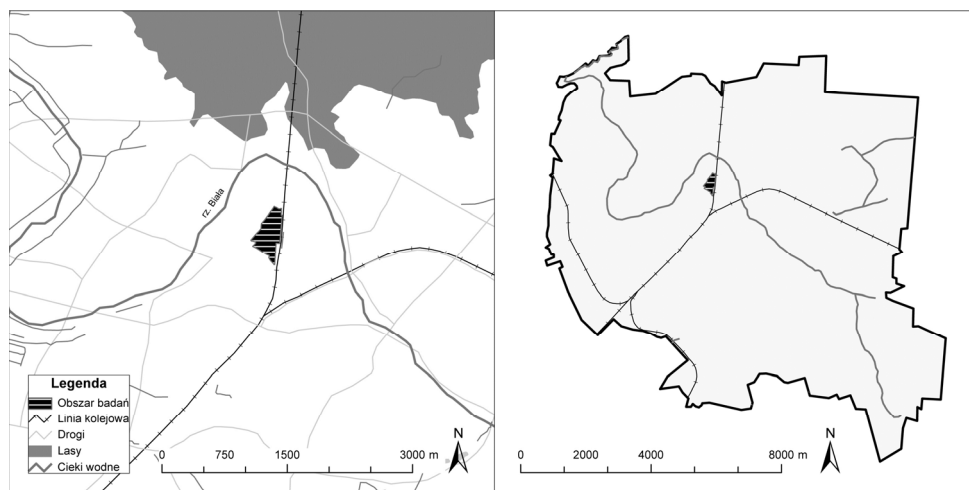 rz. Biała
Legenda
Obszar badań
Linia kolejowa
Drogi
Lasy
Cieki wodne
0 750 1500 3000 m
N
0 2000 4000 8000 m
N